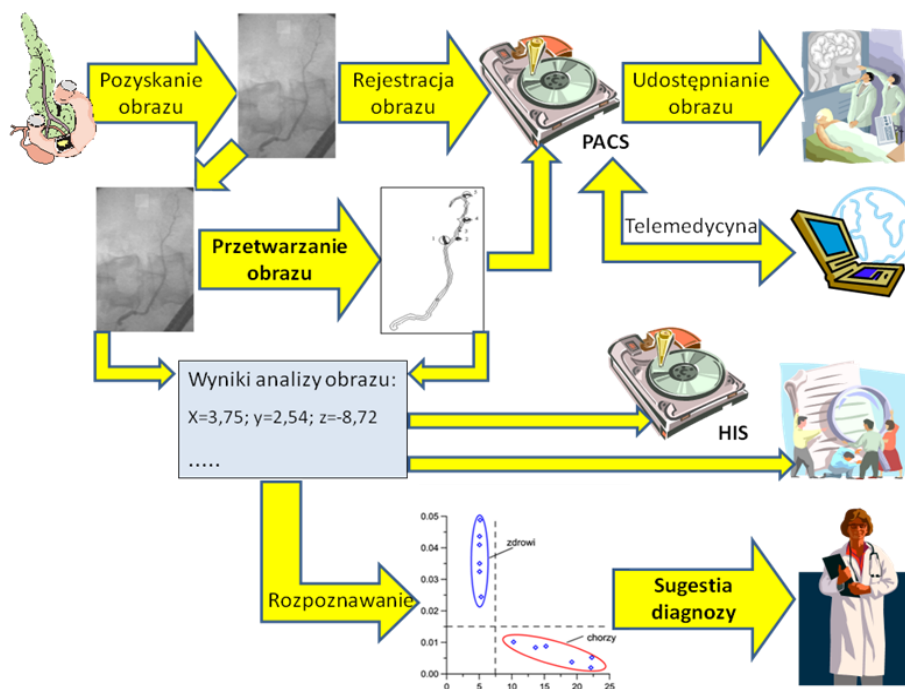 Pozyskanie
obrazu
Rejestracja
obrazu
PACS
Udostępnianie
obrazu
Telemedycyna
Przetwarzanie
obrazu
Wyniki analizy obrazu:
X=3,75; y=2,54; z=-8,72
.....
HIS
Rozpoznawanie
0.05
0.04
0.03
0.02
0.01
0.00
zdrowi
chorzy
0
5
10
15
20
25
Sugestia
diagnozy